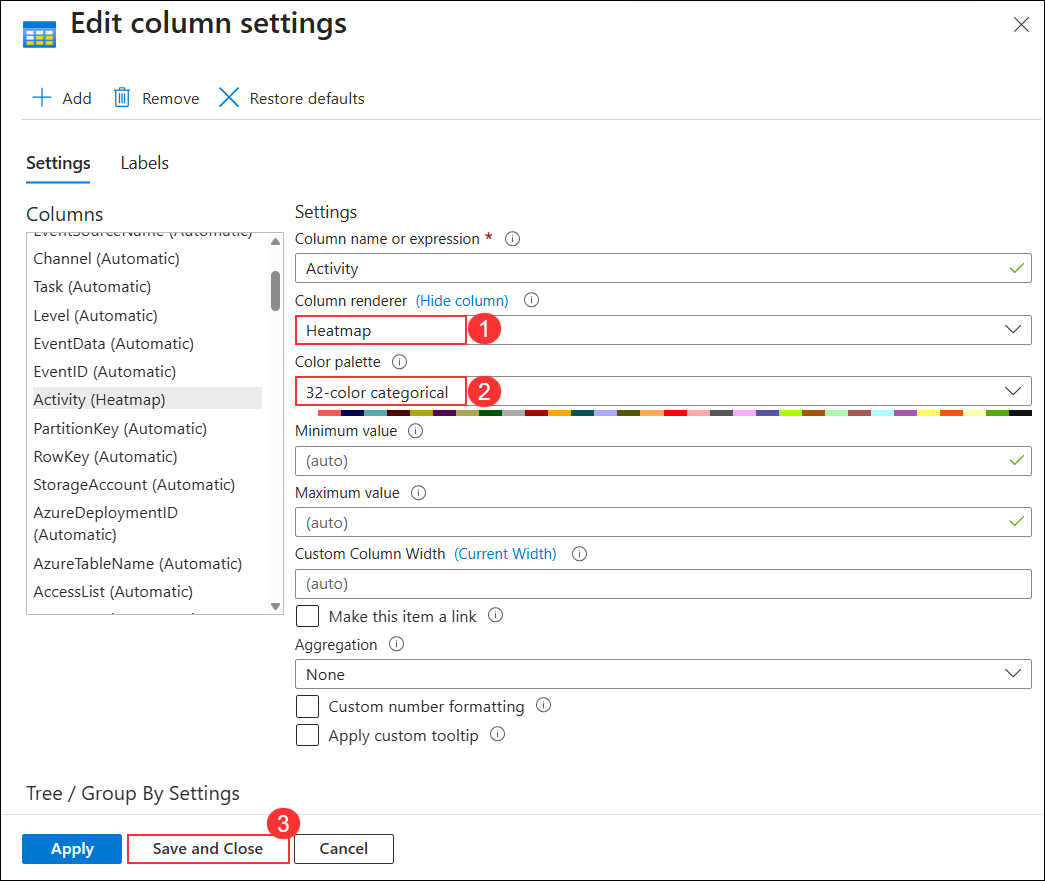 Edit column settings
Add
Remove
Restore defaults
Settings
Labels
Columns
EventSourceName (Automatic)
Channel (Automatic)
Task (Automatic)
Level (Automatic)
EventData (Automatic)
EventID (Automatic)
Activity (Heatmap)
PartitionKey (Automatic)
RowKey (Automatic)
StorageAccount (Automatic)
AzureDeploymentID
(Automatic)
AzureTableName (Automatic)
AccessList (Automatic)
Settings
Column name or expression *
Activity
Column renderer (Hide column)
Heatmap
1
Color palette
32-color categorical
2
Minimum value
(auto)
Maximum value
(auto)
Custom Column Width (Current Width)
(auto)
Make this item a link
Aggregation
None
Custom number formatting
Apply custom tooltip
Tree / Group By Settings
3
Apply
Save and Close
Cancel